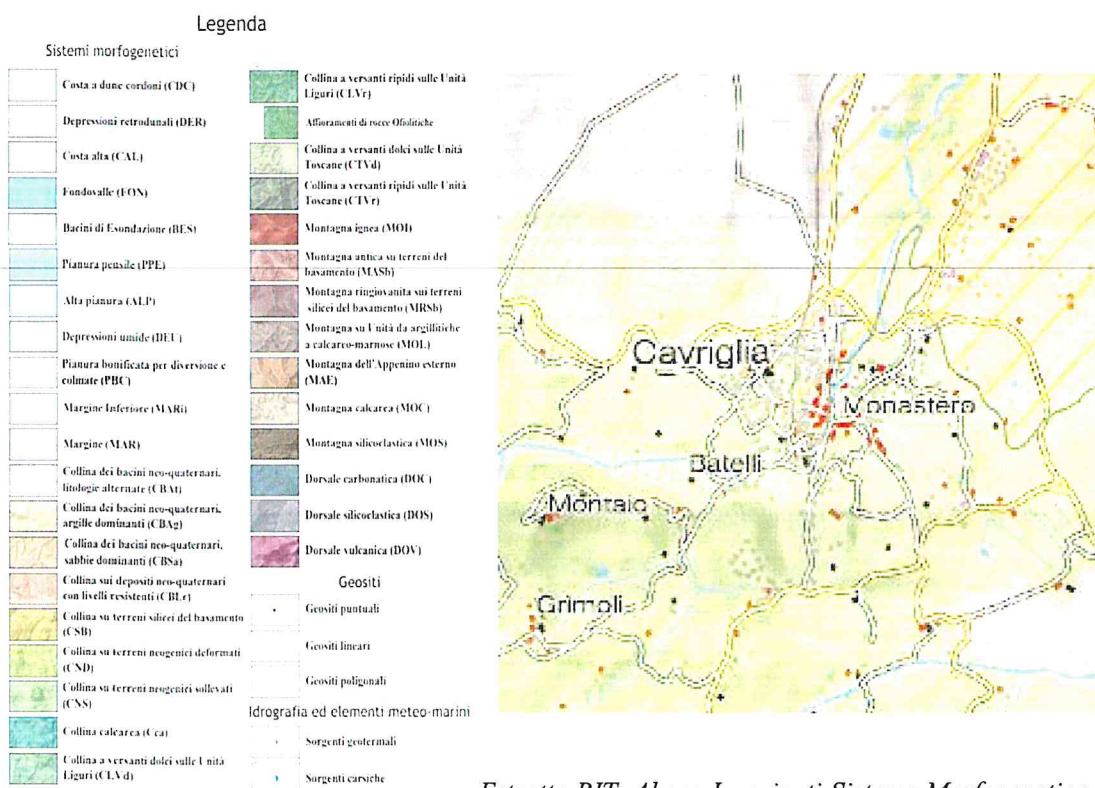 Legenda
Sistemi morfogenetici
Costa a dune cordoni (CDC)
Depressioni retrodunali (DER)
Costa alta (CAL)
Fondovalle (FON)
Bacini di Esondazione (BES)
Pianura pensile (PPE)
Alta pianura (ALP)
Depressioni umide (DEU)
Pianura bonificata per diversione e
colmate (PBC)
Margine Inferiore (MARi)
Margine (MAR)
Collina dei bacini neo-quaternari,
litologie alternate (CBAt)
Collina dei bacini neo-quaternari,
argille dominanti (CBAg)
Collina dei bacini neo-quaternari,
sabbie dominanti (CBSa)
Collina sui depositi neo-quaternari
con livelli resistenti (CBLr)
Collina su terreni silicei del basamento
(CSB)
Collina su terreni neogenici deformati
(CND)
Collina su terreni neogenici sollevati
(CNS)
Collina calcarea (Cca)
Collina a versanti dolci sulle Unità
Liguri (CLVd)
Collina a versanti ripidi sulle Unità
Liguri (CLVr)
Affioramenti di rocce Ofiolitiche
Collina a versanti dolci sulle Unità
Toscane (CTVd)
Collina a versanti ripidi sulle Unità
Toscane (CTVr)
Montagna ignea (MOI)
Montagna antica su terreni del
basamento (MASb)
Montagna ringiovanita sui terreni
silicei del basamento (MRSb)
Montagna su Unità da argillitiche
a calcareo-marnose (MOL)
Montagna dell'Appenino esterno
(MAE)
Montagna calcarea (MOC)
Montagna silicoclastica (MOS)
Dorsale carbonatica (DOC)
Dorsale silicoclastica (DOS)
Dorsale vulcanica (DOV)
Geositi
Geositi puntuali
Geositi lineari
Geositi poligonali
Idrografia ed elementi meteo-marini
Sorgenti geotermali
Sorgenti carsiche
Cavriglia
Monastero
Batelli
Montaio
Grimoli